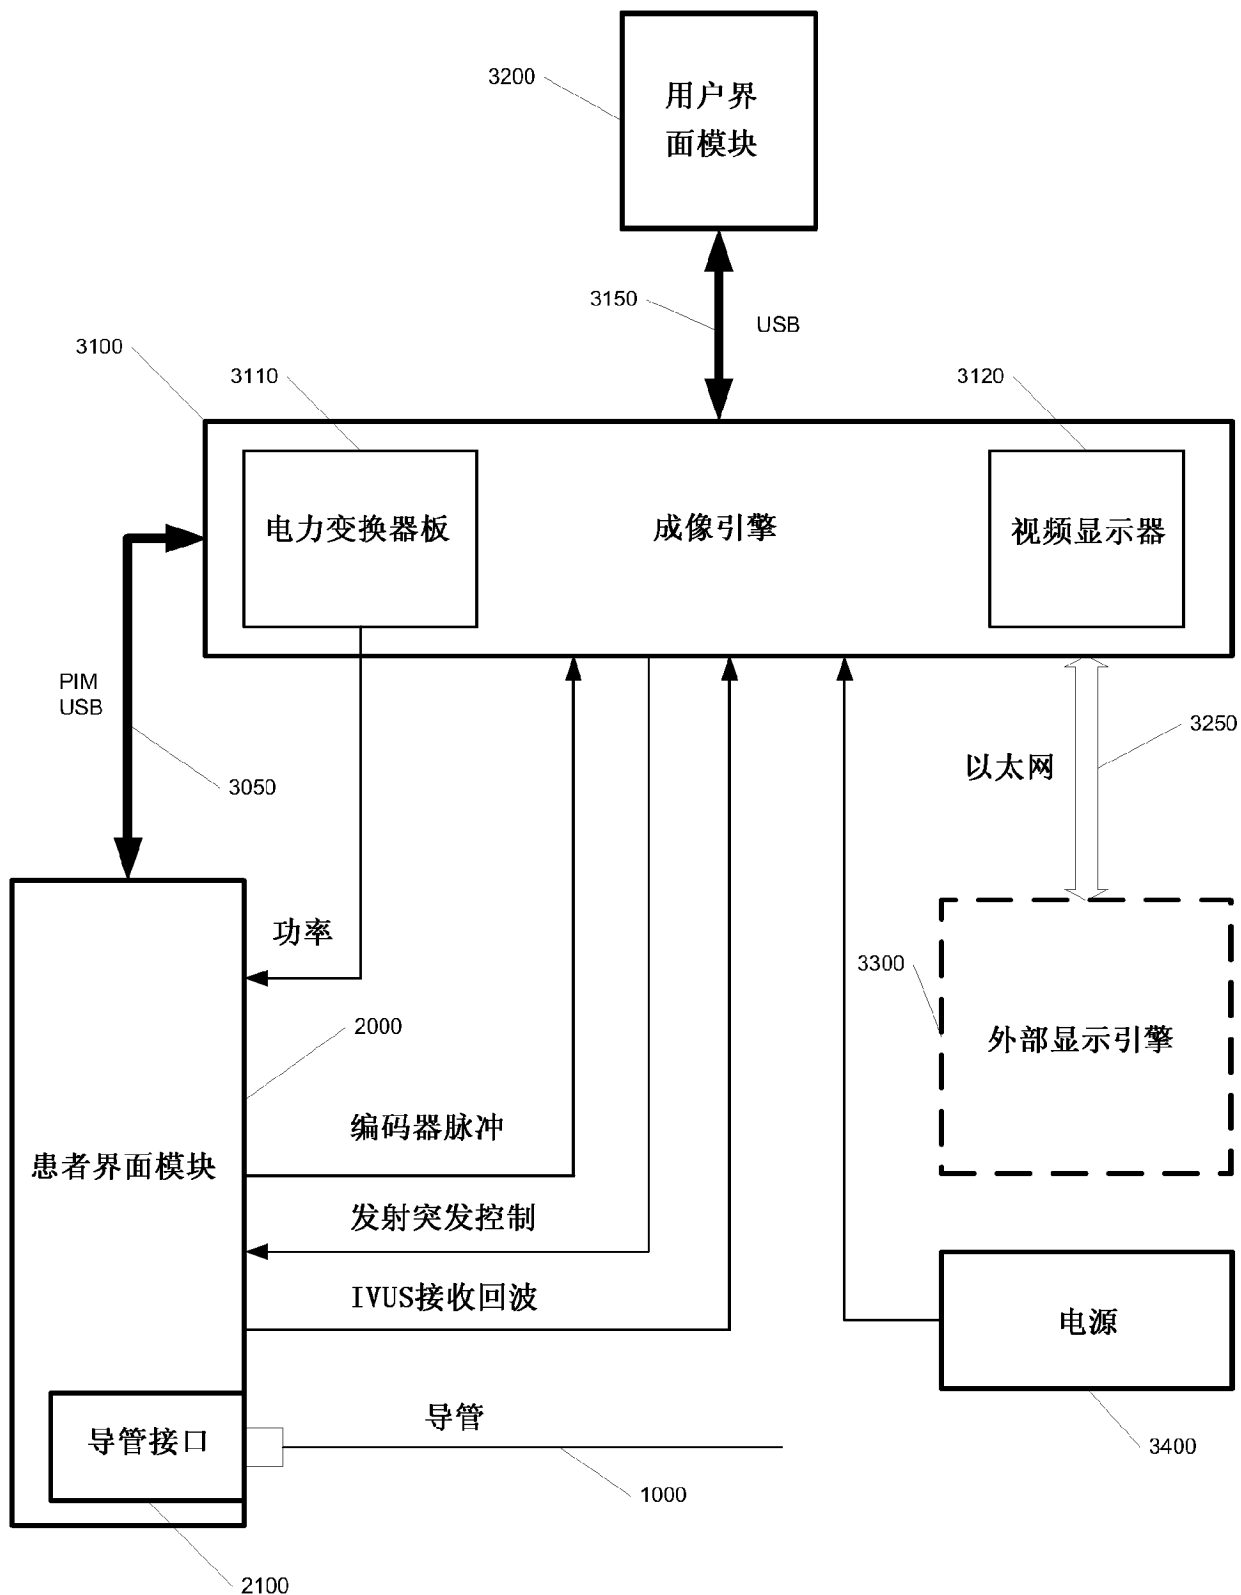 3200
用户界
面模块
3150
USB
3100
3110
3120
电力变换器板
成像引擎
视频显示器
PIM
USB
3050
3250
以太网
功率
3300
2000
外部显示引擎
编码器脉冲
患者界面模块
发射突发控制
IVUS接收回波
电源
导管
导管接口
3400
1000
2100